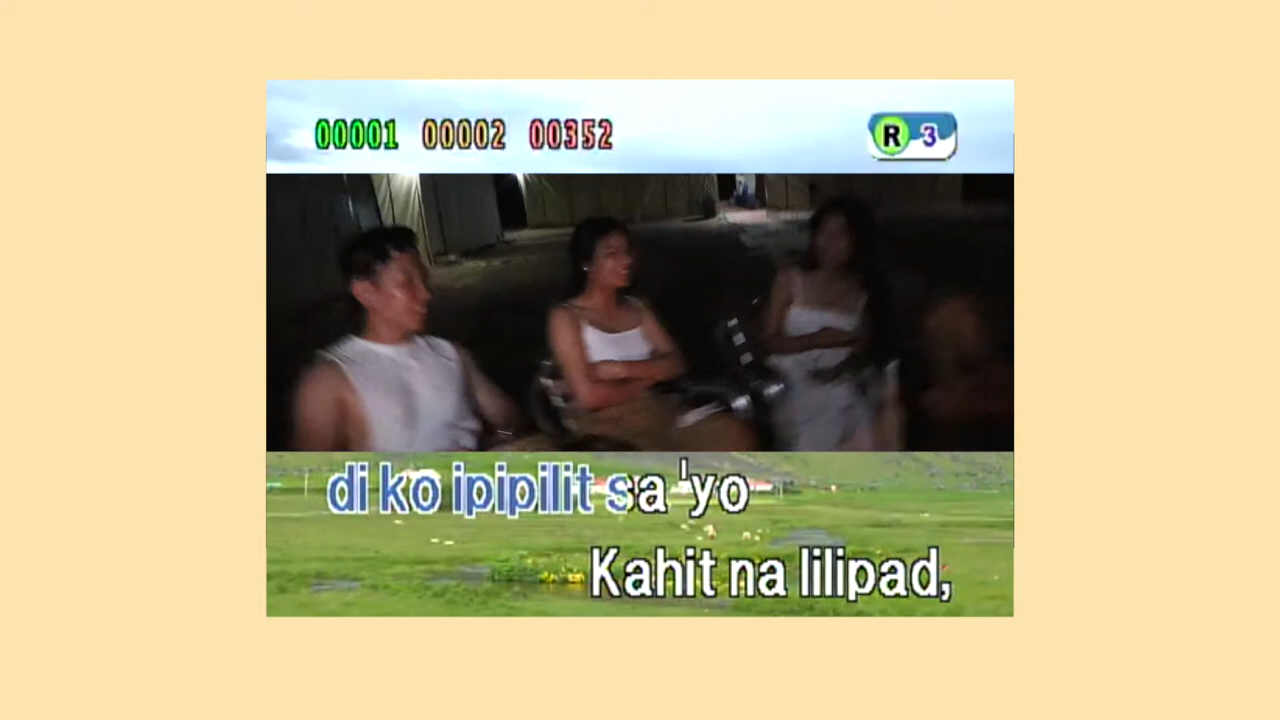 00001 00002 00352 R 3
di ko ipipilit sa 'yo
Kahit na lilipad,